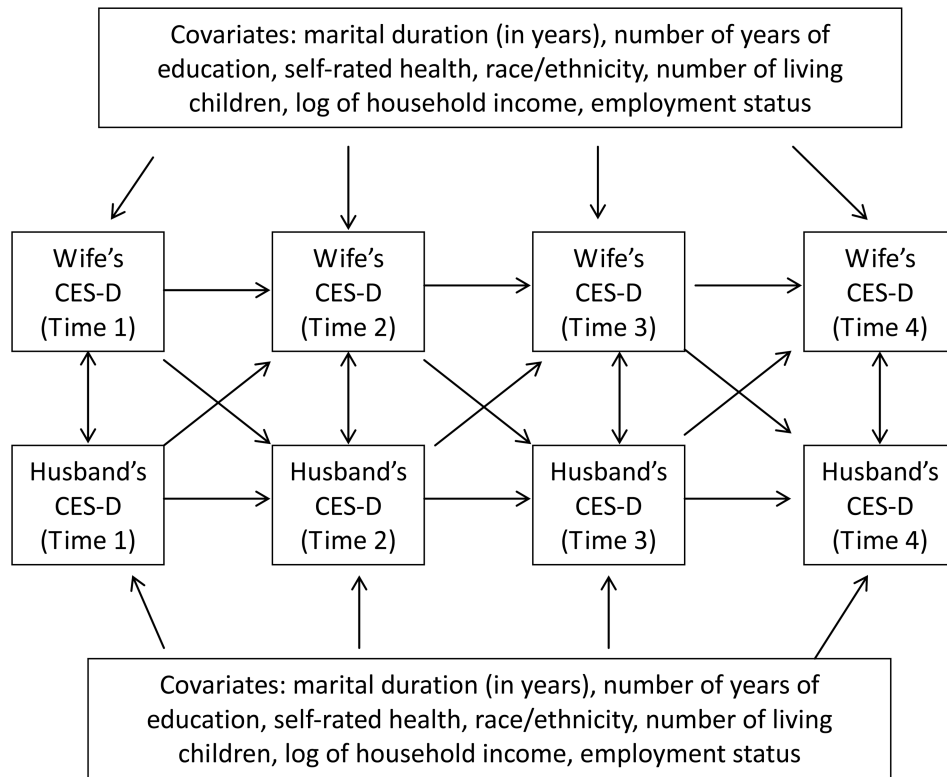 Covariates: marital duration (in years), number of years of
education, self-rated health, race/ethicity, number of living
children, log of household income, employment status
Wife’s
CES-D
(Time 1)
Wife’s
CES-D
(Time 2)
Wife’s
CES-D
(Time 3)
Wife’s
CES-D
(Time 4)
Husband’s
CES-D
(Time 1)
Husband’s
CES-D
(Time 2)
Husband’s
CES-D
(Time 3)
Husband’s
CES-D
(Time 4)
Covariates: marital duration (in years), number of years of
education, self-rated health, race/ethnicity, number of living
children, log of household income, employment status